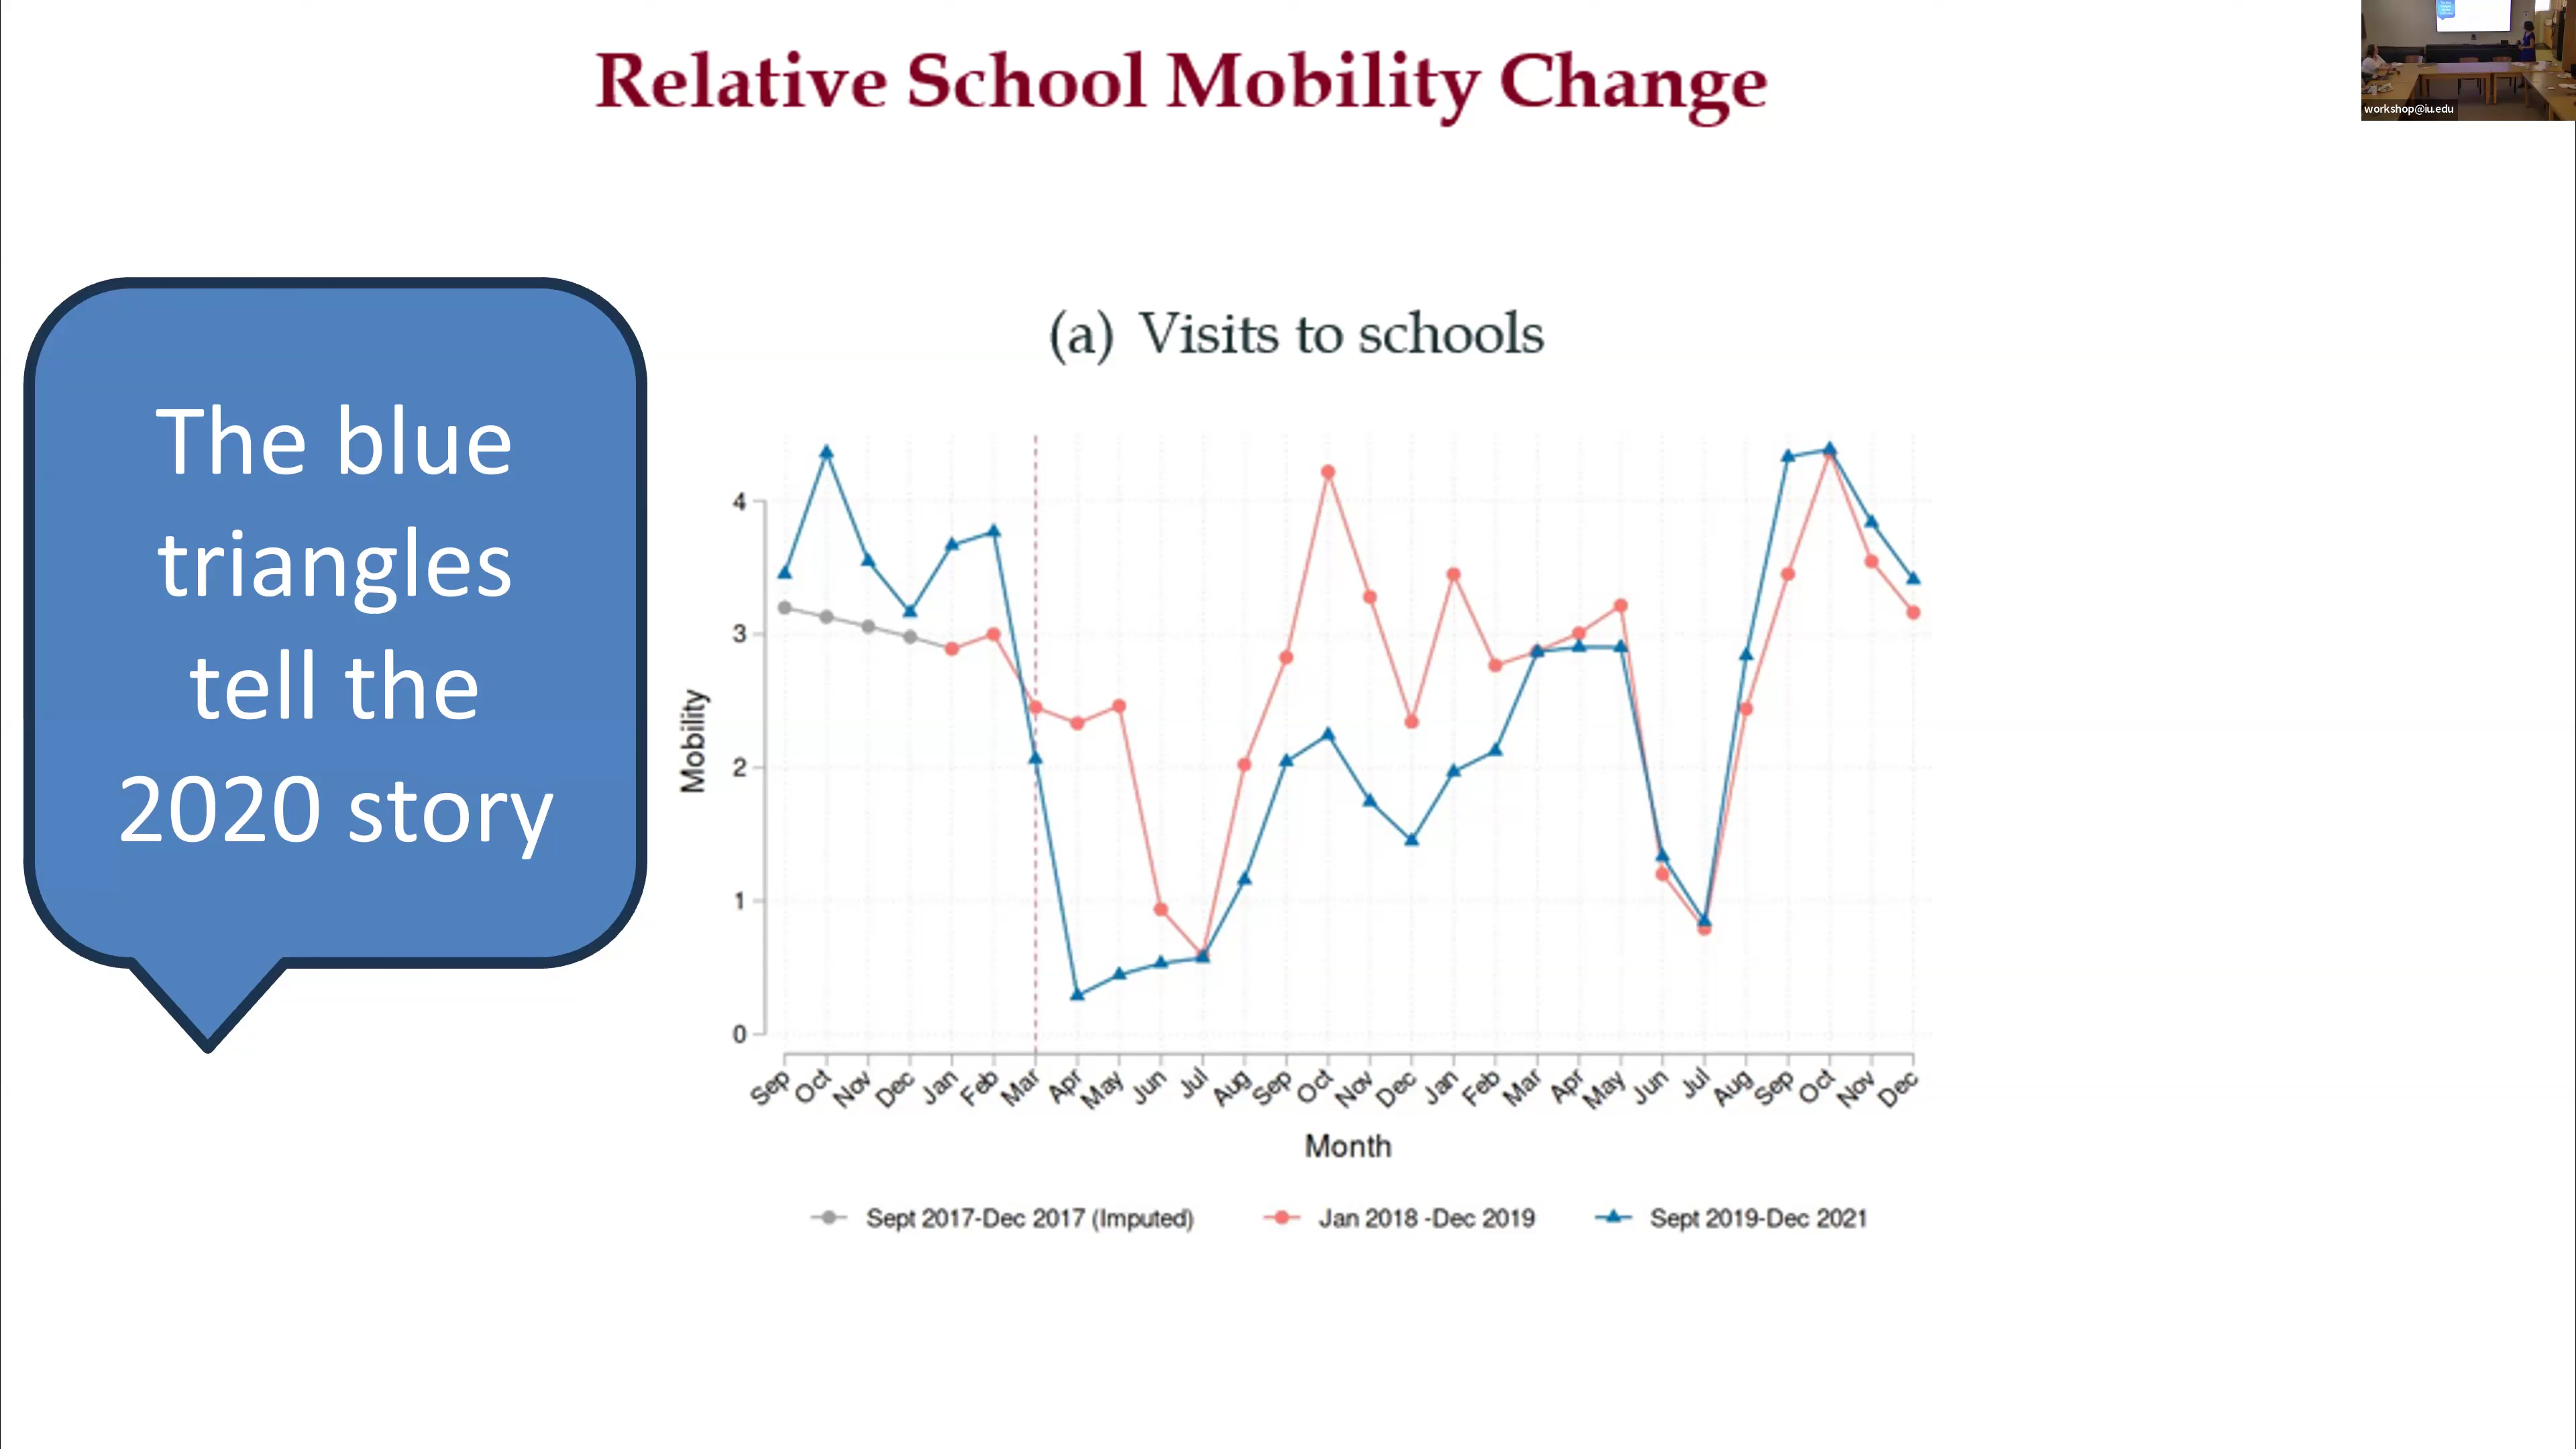 Relative School Mobility Change
workshop@iu.edu
The blue
triangles
tell the
2020 story
(a) Visits to schools
Mobility
4
3
2
1
0
Sep Oct Nov Dec Jan Feb Mar Apr May Jun Jul Aug Sep Oct Nov Dec Jan Feb Mar Apr May Jun Jul Aug Sep Oct Nov Dec
Month
Sept 2017-Dec 2017 (Imputed) Jan 2018 -Dec 2019 Sept 2019-Dec 2021